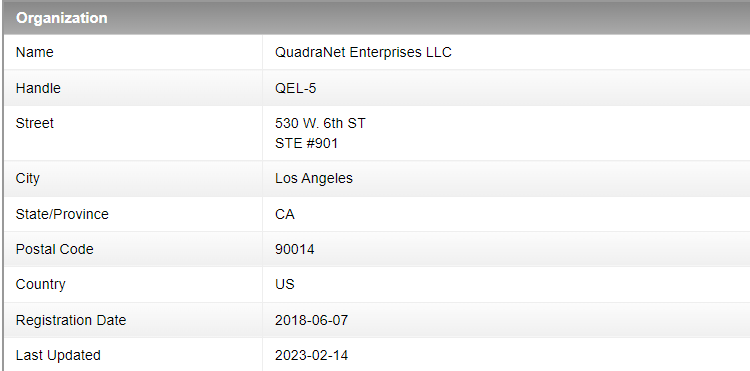 Organization
Name QuadraNet Enterprises LLC
Handle QEL-5
Street 530 W. 6th ST
STE #901
City Los Angeles
State/Province CA
Postal Code 90014
Country US
Registration Date 2018-06-07
Last Updated 2023-02-14